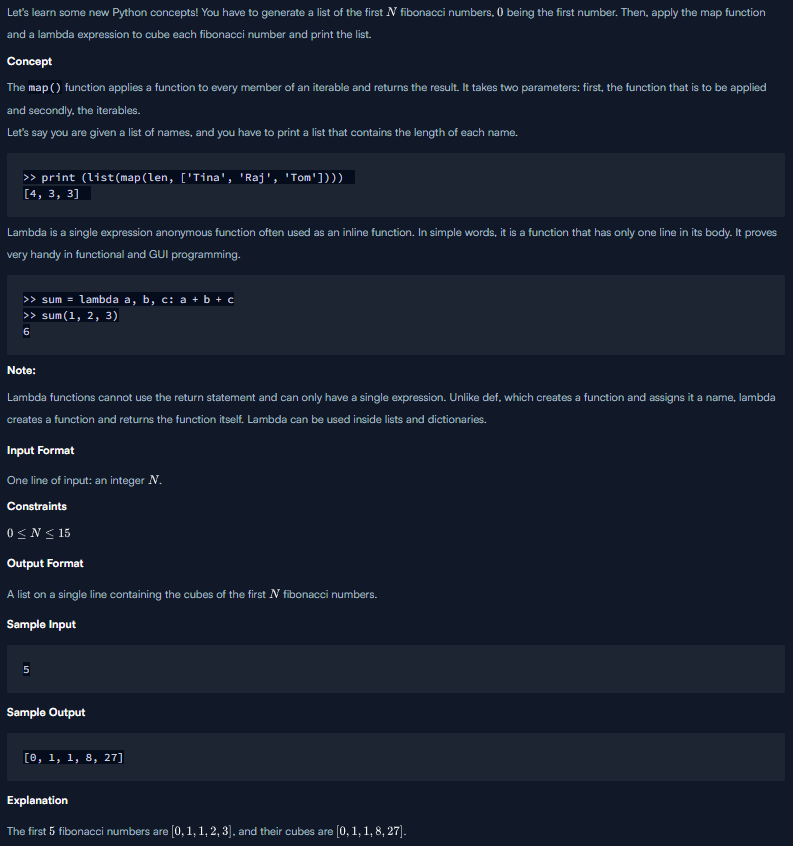 Let's learn some new Python concepts! You have to generate a list of the first N fibonacci numbers, 0 being the first number. Then, apply the map function
and a lambda expression to cube each fibonacci number and print the list.
Concept
The map() function applies a function to every member of an iterable and returns the result. It takes two parameters: first, the function that is to be applied
and secondly, the iterables.
Let's say you are given a list of names, and you have to print a list that contains the length of each name.
>> print (list(map(len, ['Tina', 'Raj', 'Tom'])))
[4, 3, 3]
Lambda is a single expression anonymous function often used as an inline function. In simple words, it is a function that has only one line in its body. It proves
very handy in functional and GUI programming.
>> sum = lambda a, b, c: a + b + c
>> sum(1, 2, 3)
6
Note:
Lambda functions cannot use the return statement and can only have a single expression. Unlike def, which creates a function and assigns it a name, lambda
creates a function and returns the function itself. Lambda can be used inside lists and dictionaries.
Input Format
One line of input: an integer N.
Constraints
0 ≤ N ≤ 15
Output Format
A list on a single line containing the cubes of the first N fibonacci numbers.
Sample Input
5
Sample Output
[0, 1, 1, 8, 27]
Explanation
The first 5 fibonacci numbers are [0, 1, 1, 2, 3], and their cubes are [0, 1, 1, 8, 27].